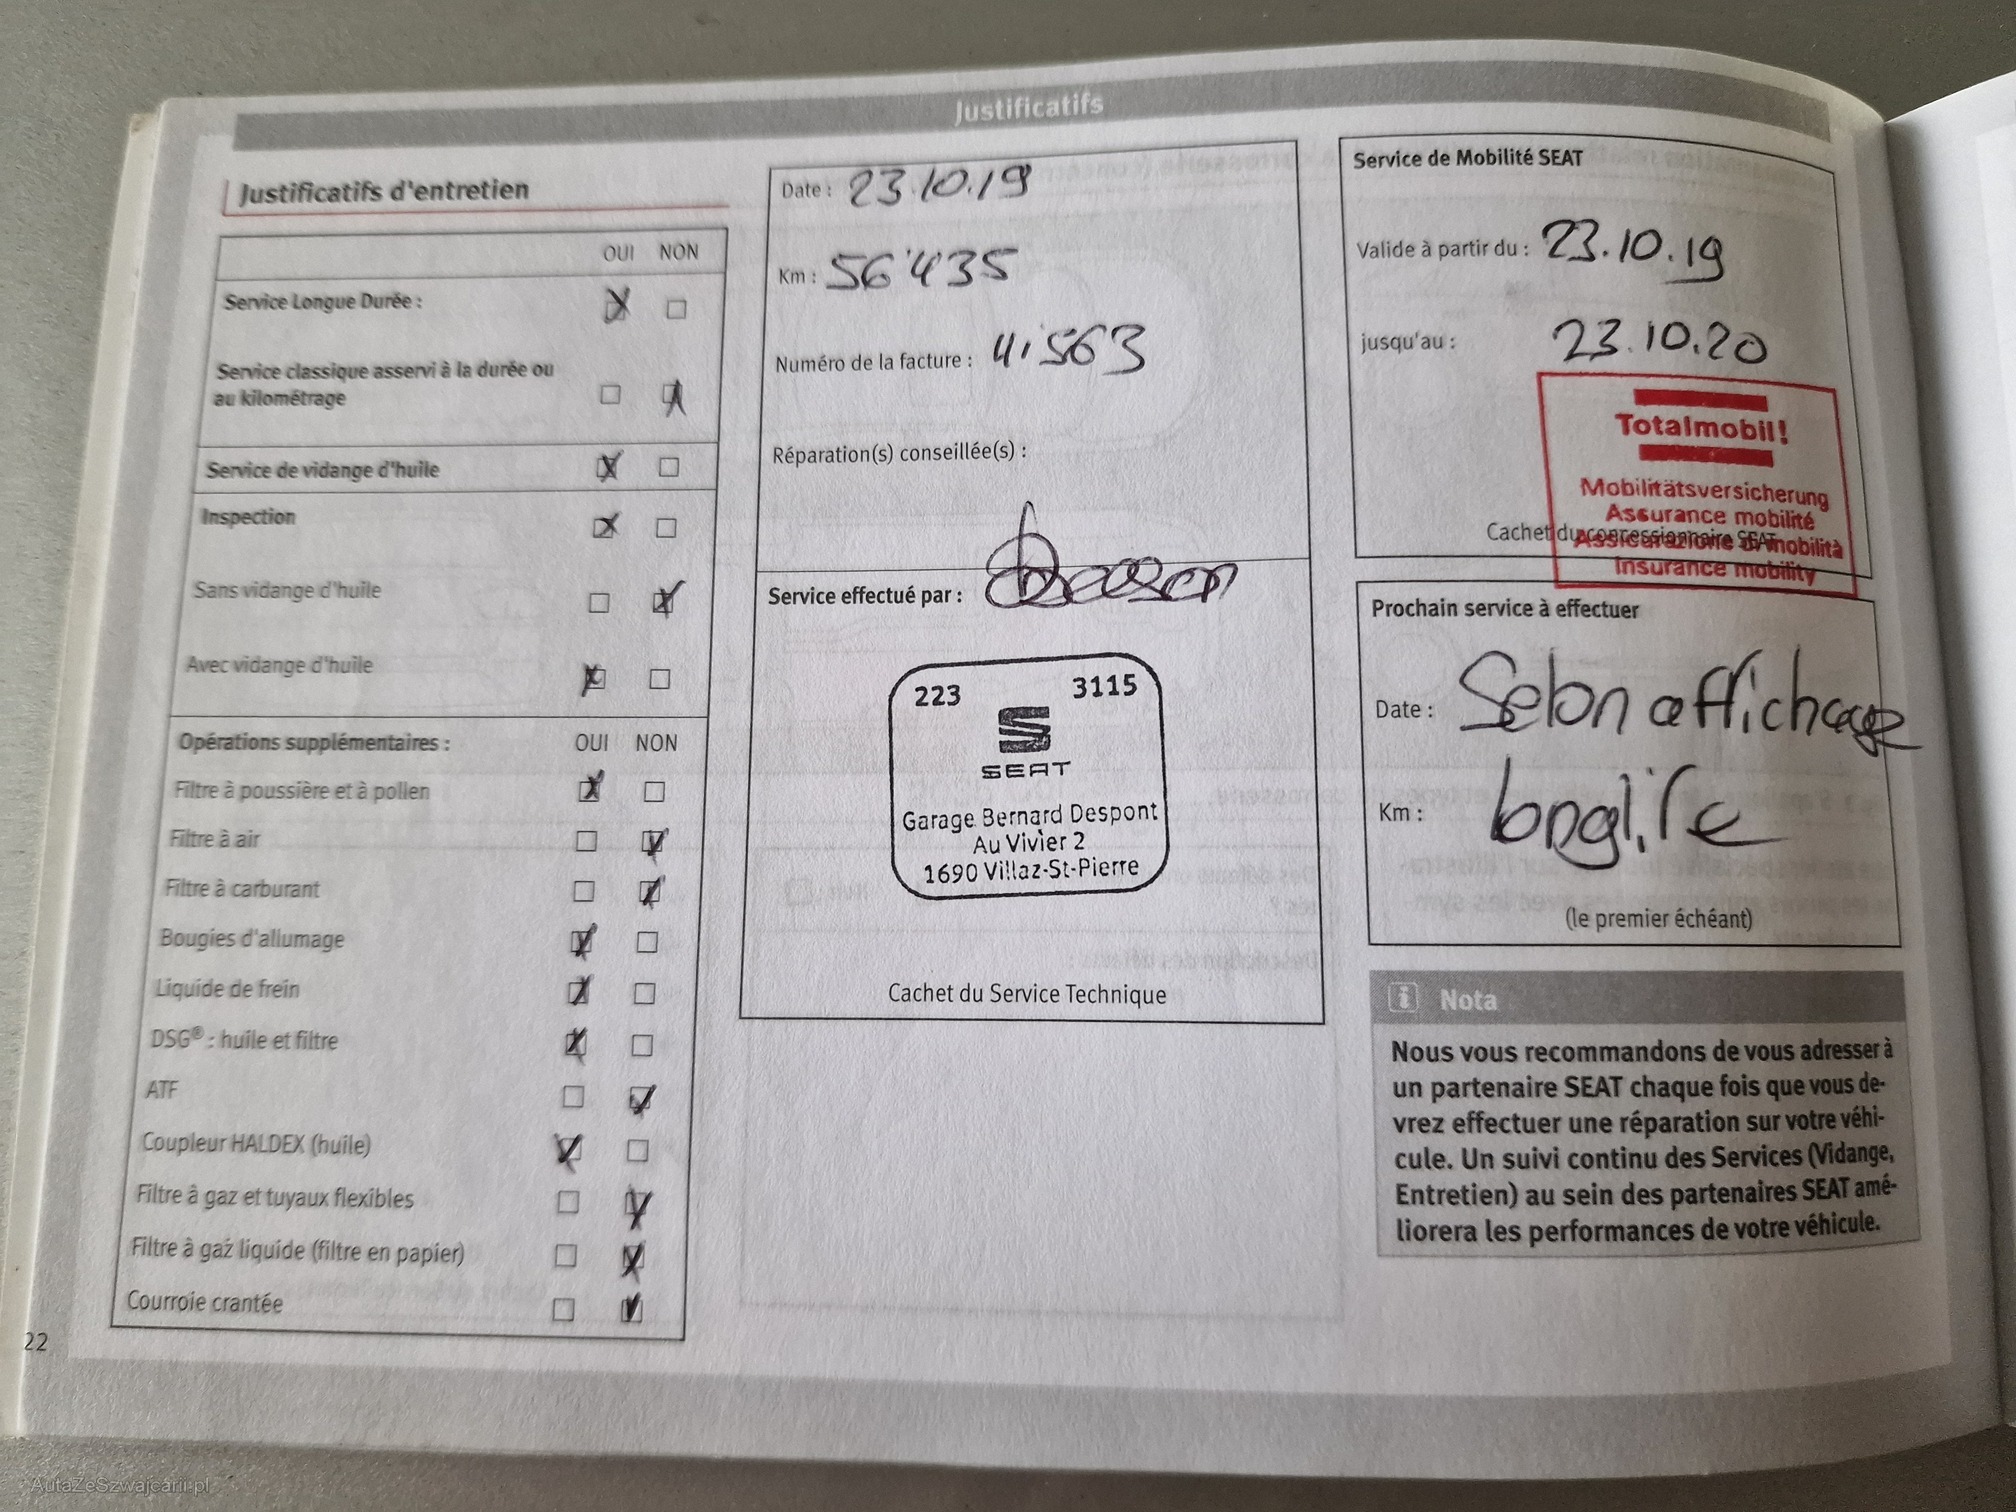 Justificatifs
Justificatifs d'entretien
OUI NON
Service Longue Durée :
Service classique asservi à la durée ou
au kilométrage
Service de vidange d'huile
Inspection
Sans vidange d'huile
Avec vidange d'huile
Opérations supplémentaires : OUI NON
Filtre à poussière et à pollen
Filtre à air
Filtre à carburant
Bougies d'allumage
Liquide de frein
DSG® : huile et filtre
ATF
Coupleur HALDEX (huile)
Filtre à gaz et tuyaux flexibles
Filtre à gaz liquide (filtre en papier)
Courroie crantée
22
Date : 23.10.19
Km : 56'435
Numéro de la facture : 41563
Réparation(s) conseillée(s) :
Service effectué par :
223 3115
SEAT
Garage Bernard Despont
Au Vivier 2
1690 Villaz-St-Pierre
Cachet du Service Technique
Service de Mobilité SEAT
Valide à partir du : 23.10.19
jusqu'au : 23.10.20
Totalmobil!
Mobilitätsversicherung
Assurance mobilité
Cachet du concessionnaire SEAT
Assicurazione di mobilità
Insurance mobility
Prochain service à effectuer
Date : Selon affichage
Km : longlife
(le premier échéant)
i Nota
Nous vous recommandons de vous adresser à
un partenaire SEAT chaque fois que vous de-
vrez effectuer une réparation sur votre véhi-
cule. Un suivi continu des Services (Vidange,
Entretien) au sein des partenaires SEAT amé-
liorera les performances de votre véhicule.
AutaZeSzwajcarii.pl